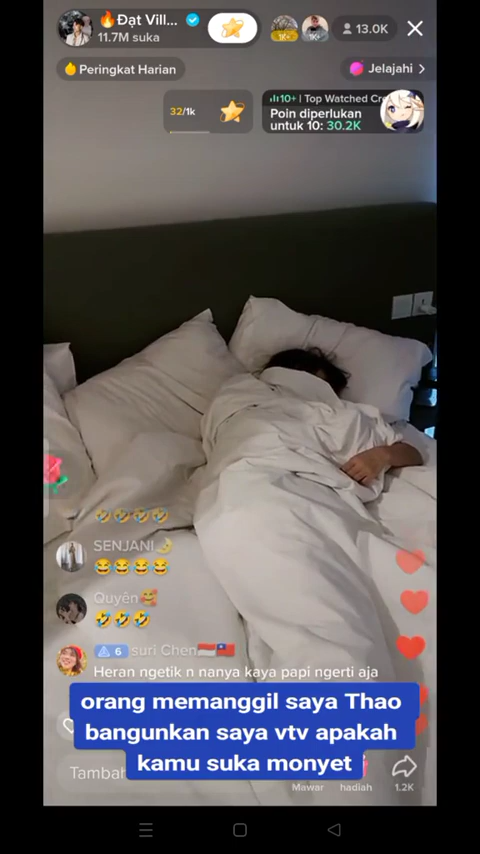 🔥Đạt Vill...
11.7M suka
1K+
1K+
13.0K
Peringkat Harian
Jelajahi >
32/1k
10+ | Top Watched Cr
Poin diperlukan
untuk 10: 30.2K
🤣🤣🤣🤣
SENJANI🌛
😂😂😂😂
Quyên🥰
🤣🤣🤣
6 suri Chen🇮🇩🇹🇼
Heran ngetik n nanya kaya papi ngerti aja
orang memanggil saya Thao
bangunkan saya vtv apakah
kamu suka monyet
Tambah
Mawar
hadiah
1.2K